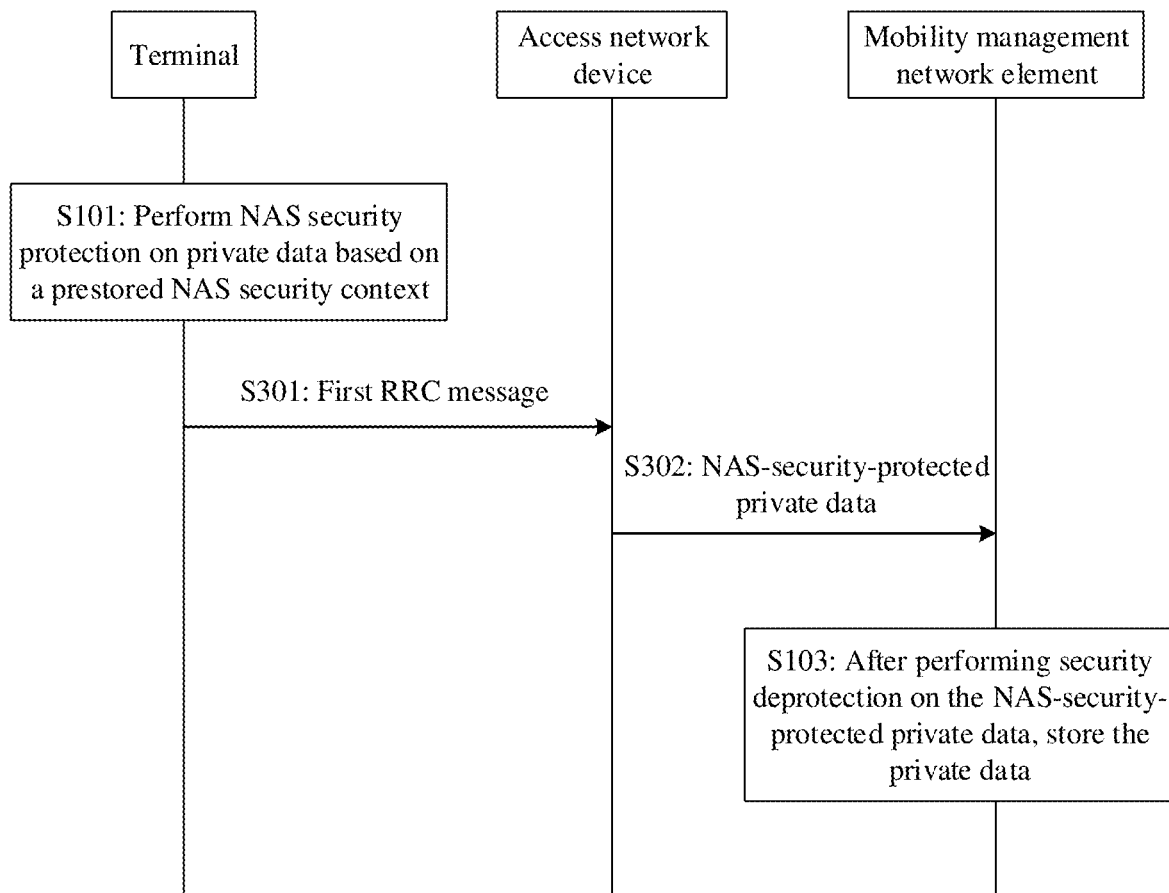 Terminal
Access network
device
Mobility management
network element
S101: Perform NAS security
protection on private data based on
a prestored NAS security context
S301: First RRC message
S302: NAS-security-protected
private data
S103: After performing security
deprotection on the NAS-security-
protected private data, store the
private data